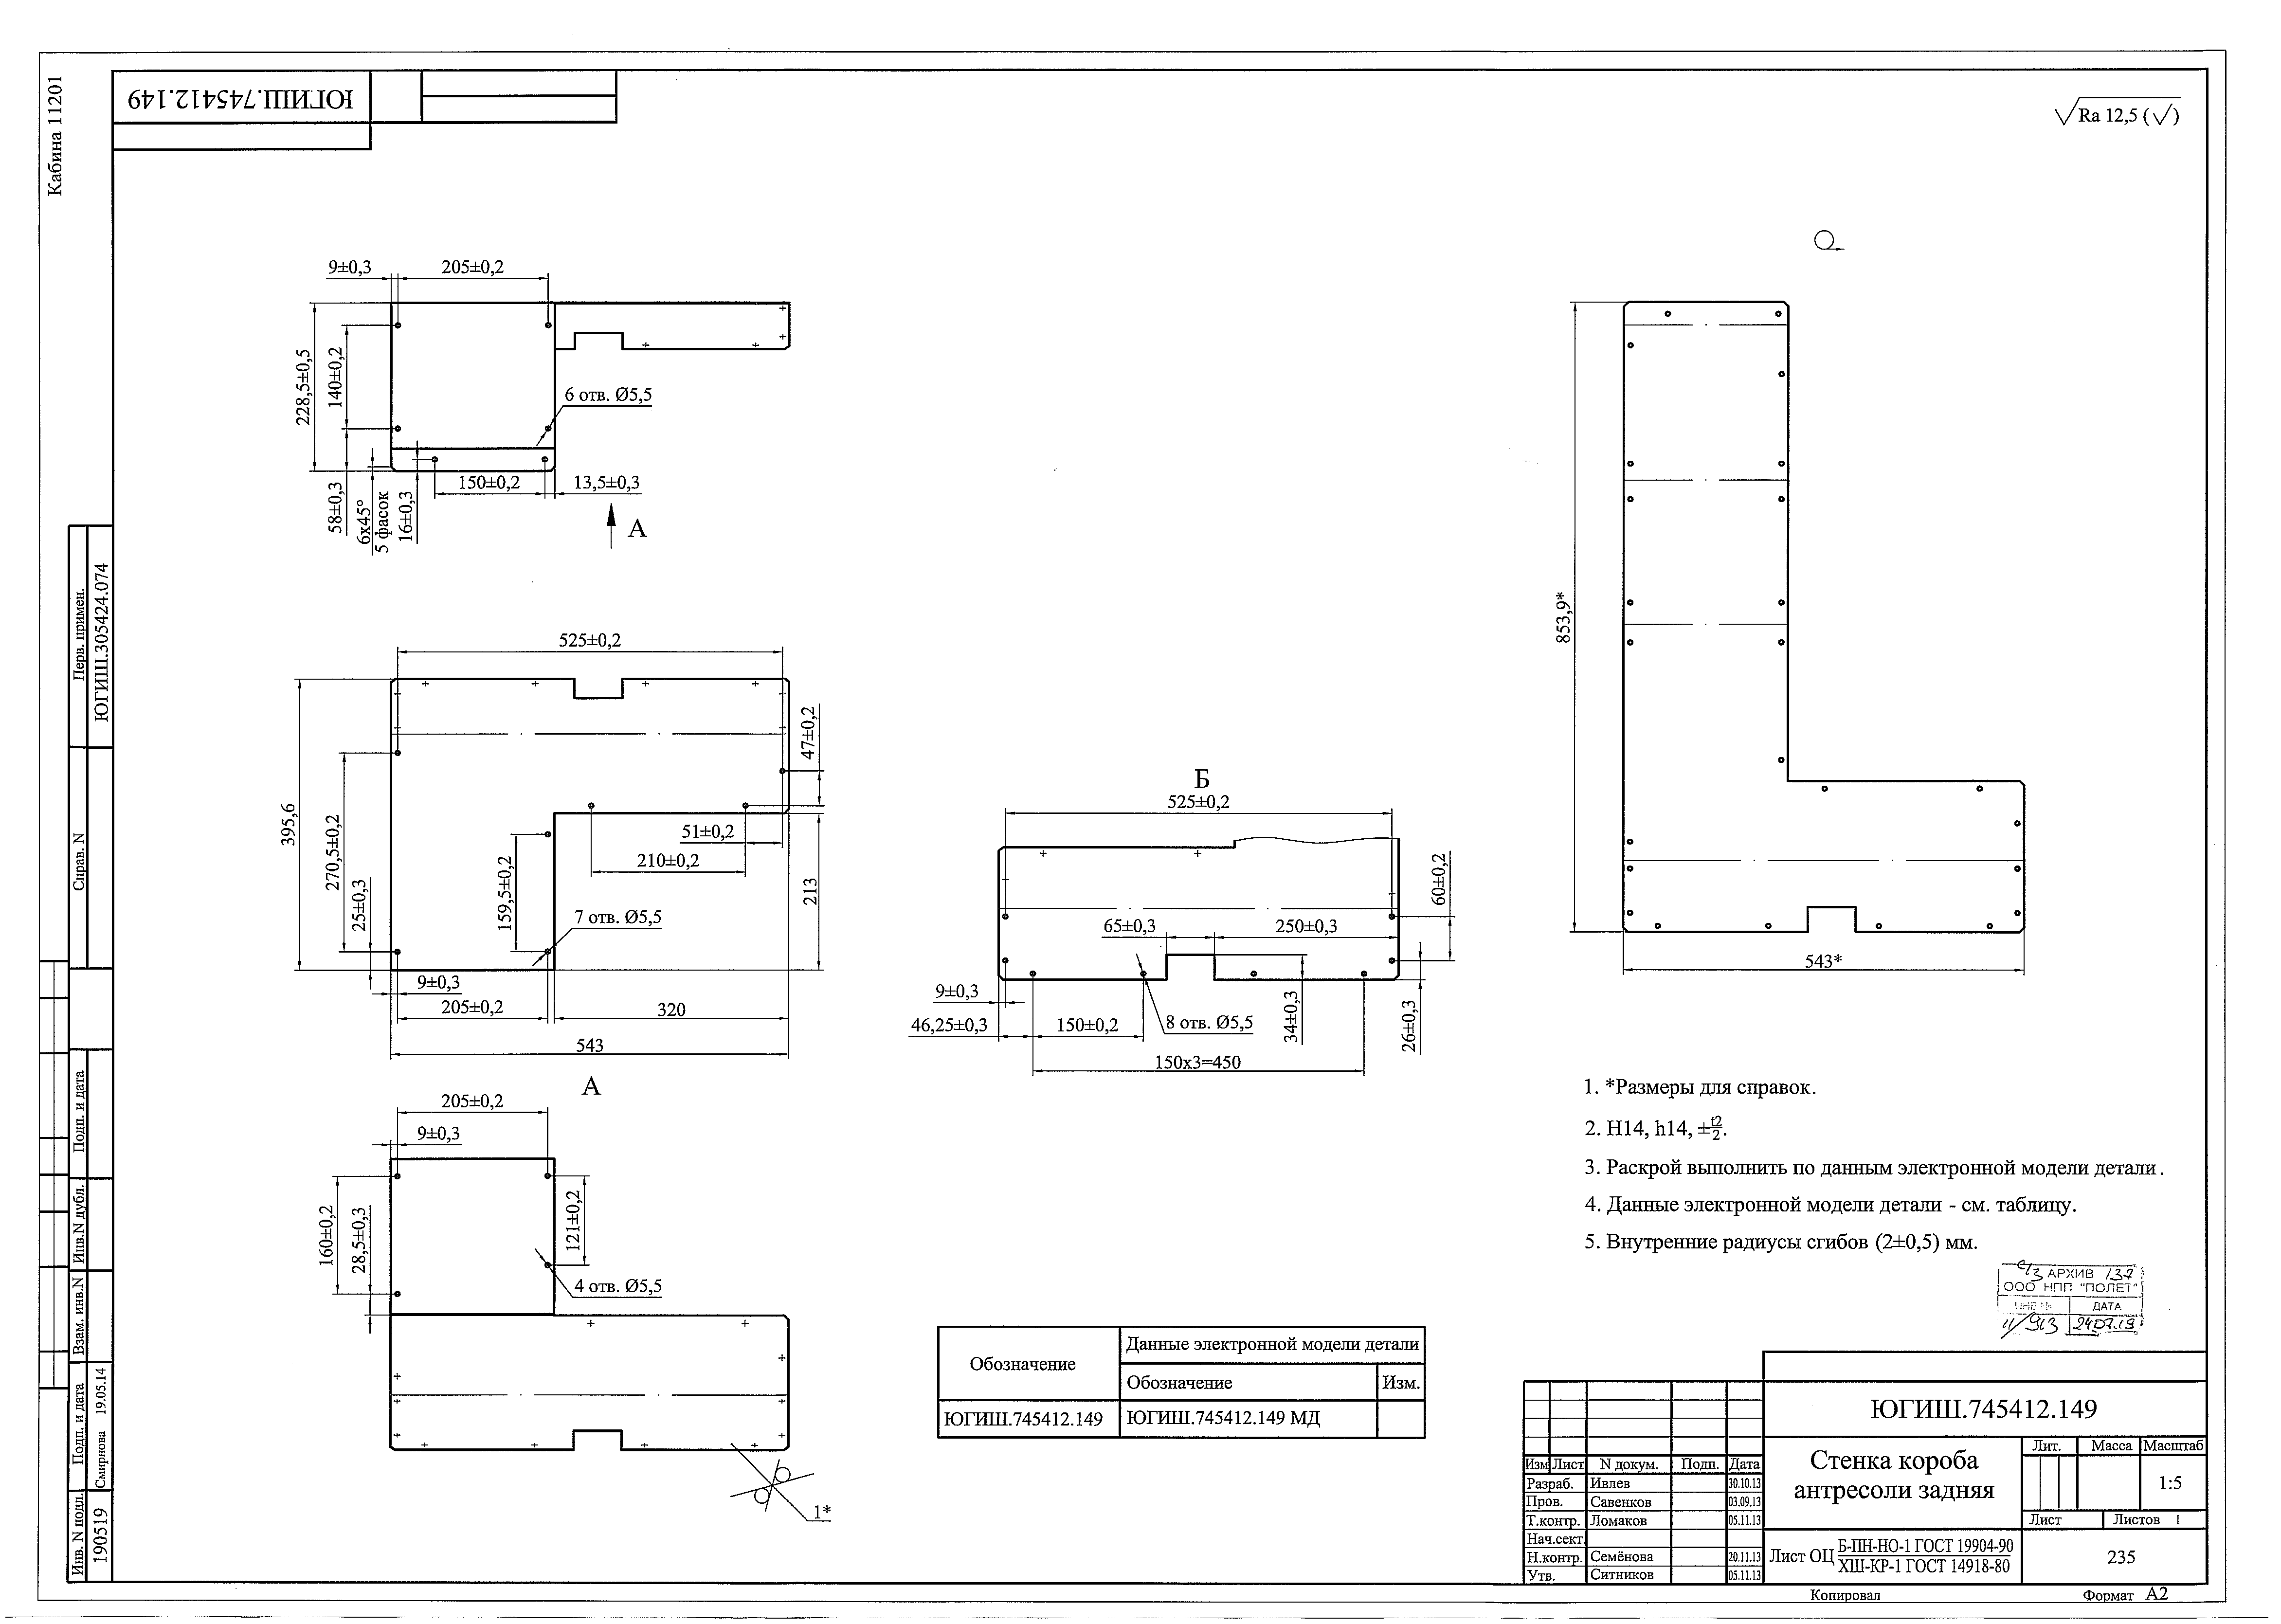 Кабина 11201
ЮГИШ.745412.149
Ra 12,5 (√)
9±0,3
205±0,2
228,5±0,5
140±0,2
6 отв. Ø5,5
150±0,2
13,5±0,3
58±0,3
6x45°
5 фасок
16±0,3
А
525±0,2
47±0,2
395,6
270,5±0,2
25±0,3
159,5±0,2
51±0,2
210±0,2
213
7 отв. Ø5,5
9±0,3
205±0,2
320
543
А
205±0,2
9±0,3
160±0,2
28,5±0,3
121±0,2
4 отв. Ø5,5
1*
Б
525±0,2
60±0,2
65±0,3
250±0,3
9±0,3
46,25±0,3
150±0,2
8 отв. Ø5,5
34±0,3
26±0,3
150x3=450
853,9*
543*
1. *Размеры для справок.
2. H14, h14, ±t2/2.
3. Раскрой выполнить по данным электронной модели детали.
4. Данные электронной модели детали - см. таблицу.
5. Внутренние радиусы сгибов (2±0,5) мм.
АРХИВ 137
ООО НПП "ПОЛЕТ"
ИНВ № ДАТА
24.07.19
Обозначение
Данные электронной модели детали
Обозначение Изм.
ЮГИШ.745412.149 ЮГИШ.745412.149 МД
ЮГИШ.745412.149
Стенка короба
антресоли задняя
Лит. Масса Масштаб
1:5
Лист Листов 1
Изм Лист N докум. Подп. Дата
Разраб. Ивлев 30.10.13
Пров. Савенков 03.09.13
Т.контр. Ломаков 05.11.13
Нач.сект.
Н.контр. Семёнова 20.11.13
Утв. Ситников 05.11.13
Лист ОЦ Б-ПН-НО-1 ГОСТ 19904-90
ХШ-КР-1 ГОСТ 14918-80
235
Копировал Формат А2
Перв. примен.
ЮГИШ.305424.074
Справ. N
Подп. и дата
Инв.N дубл.
Взам. инв.N
Подп. и дата
Смирнова 19.05.14
Инв. N подл.
190519